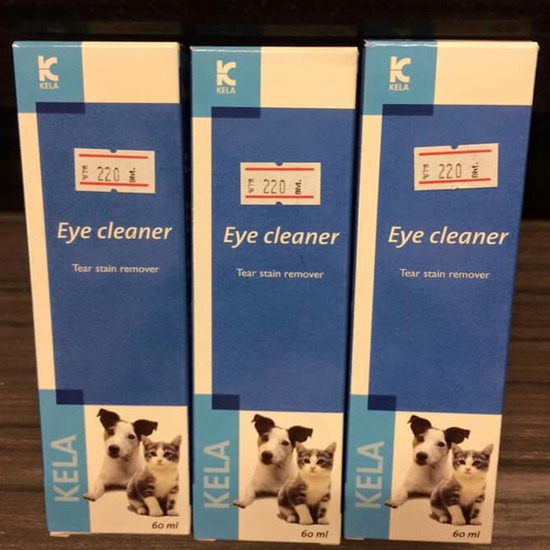 KELA
220
Eye cleaner
Tear stain remover
KELA
60 ml
KELA
220
Eye cleaner
Tear stain remover
KELA
60 ml
KELA
220
Eye cleaner
Tear stain remover
KELA
60 ml